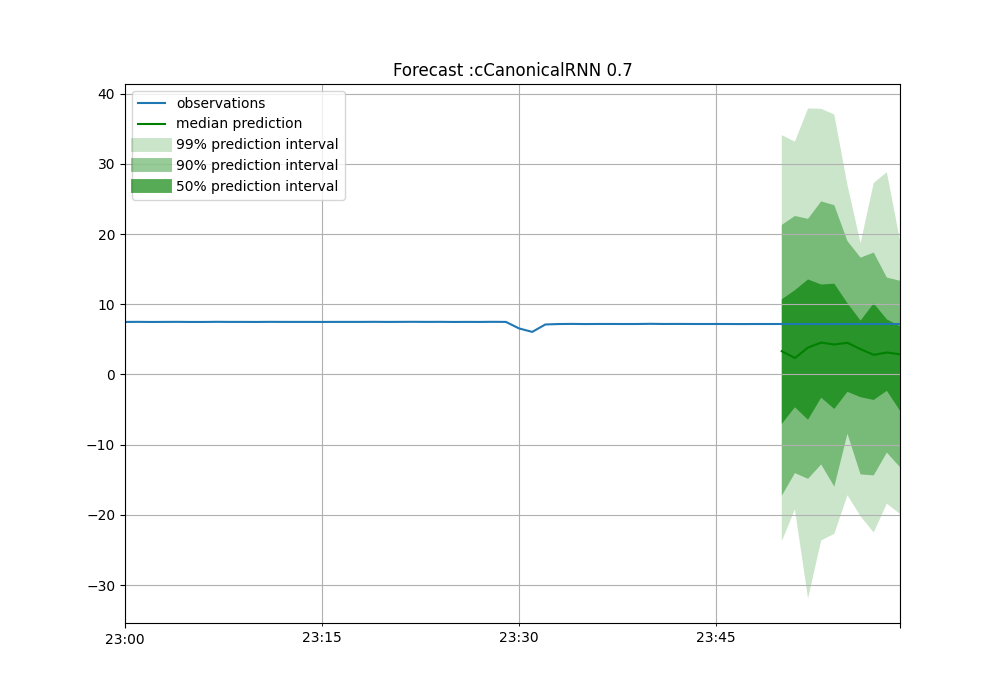 Forecast :cCanonicalRNN 0.7
observations
median prediction
99% prediction interval
90% prediction interval
50% prediction interval
40
30
20
10
0
−10
−20
−30
23:00
23:15
23:30
23:45